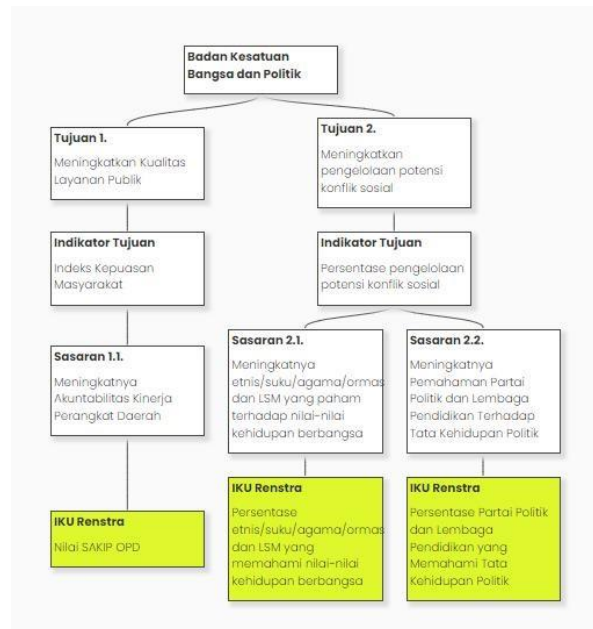 Badan Kesatuan
Bangsa dan Politik
Tujuan 1.
Meningkatkan Kualitas
Layanan Publik
Tujuan 2.
Meningkatkan
pengelolaan potensi
konflik sosial
Indikator Tujuan
Indeks Kepuasan
Masyarakat
Indikator Tujuan
Persentase pengelolaan
potensi konflik sosial
Sasaran 1.1.
Meningkatnya
Akuntabilitas Kinerja
Perangkat Daerah
Sasaran 2.1.
Meningkatnya
etnis/suku/agama/ormas
dan LSM yang paham
terhadap nilai-nilai
kehidupan berbangsa
Sasaran 2.2.
Meningkatnya
Pemahaman Partai
Politik dan Lembaga
Pendidikan Terhadap
Tata Kehidupan Politik
IKU Renstra
Nilai SAKIP OPD
IKU Renstra
Persentase
etnis/suku/agama/ormas
dan LSM yang
memahami nilai-nilai
kehidupan berbangsa
IKU Renstra
Persentase Partai Politik
dan Lembaga
Pendidikan yang
Memahami Tata
Kehidupan Politik